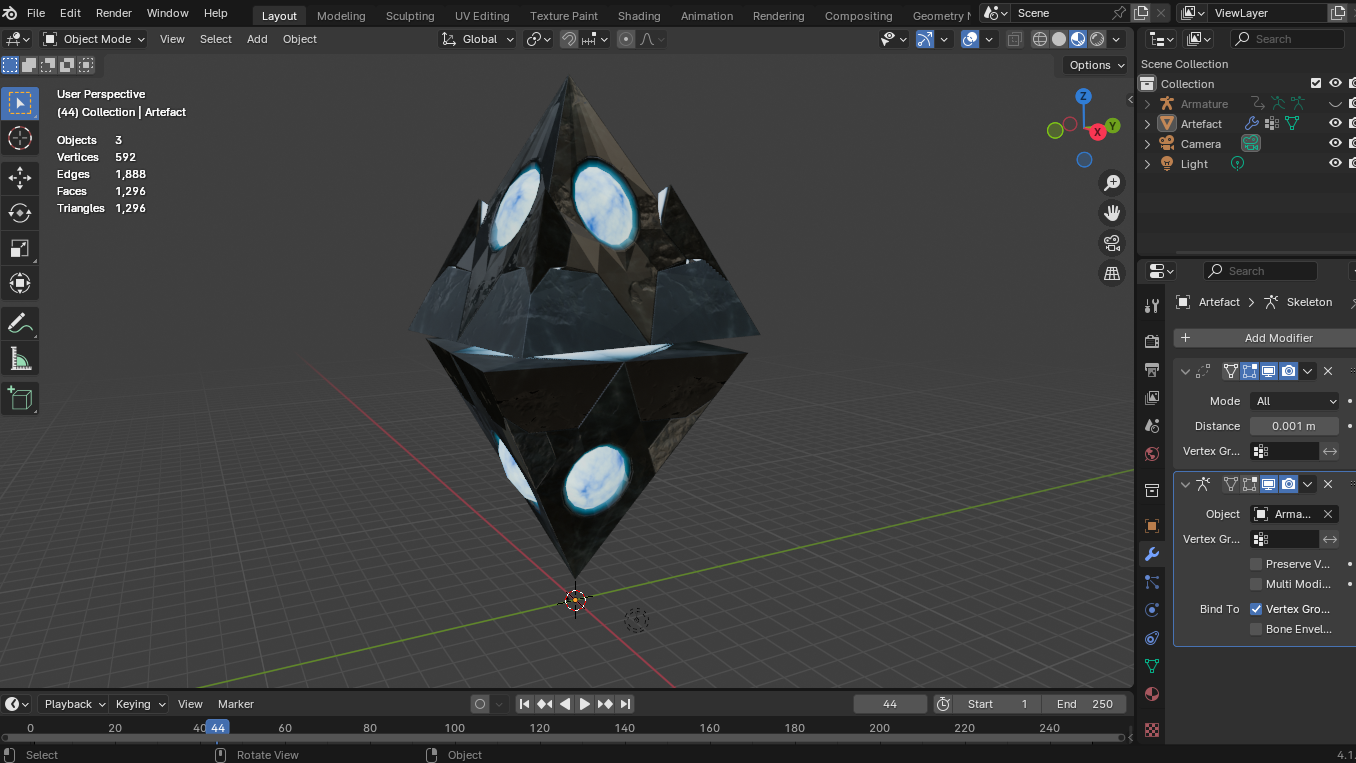 File Edit Render Window Help Layout Modeling Sculpting UV Editing Texture Paint Shading Animation Rendering Compositing Geometry Scene ViewLayer
Object Mode View Select Add Object Global Search
Options
User Perspective
(44) Collection | Artefact
Objects 3
Vertices 592
Edges 1,888
Faces 1,296
Triangles 1,296
Z
Y
X
Scene Collection
Collection
Armature
Artefact
Camera
Light
Search
Artefact > Skeleton
Add Modifier
Mode All
Distance 0.001 m
Vertex Gr...
Object Arma...
Vertex Gr...
Preserve V...
Multi Modi...
Bind To Vertex Gro...
Bone Envel...
Playback Keying View Marker 44 Start 1 End 250
0 20 40 44 60 80 100 120 140 160 180 200 220 240
Select Rotate View Object 4.1.